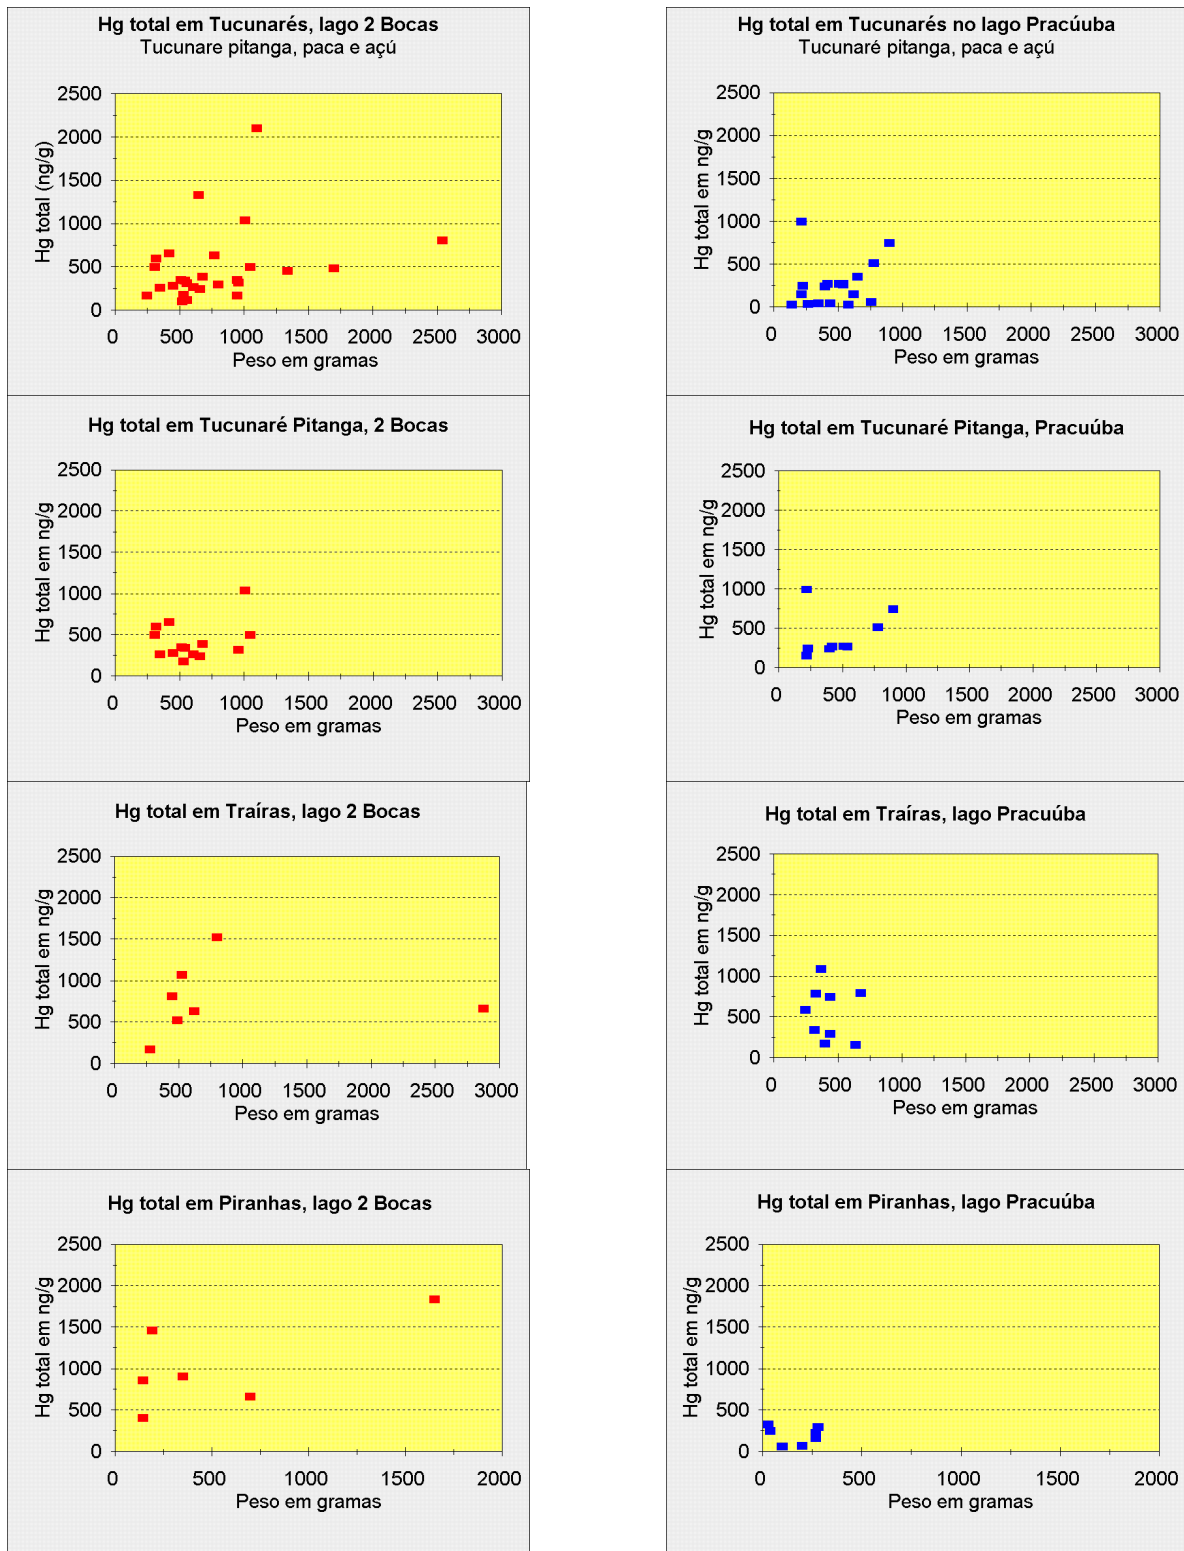 Hg total em Tucunarés, lago 2 Bocas
Tucunare pitanga, paca e açú
Hg total (ng/g)
2500
2000
1500
1000
500
0
0 500 1000 1500 2000 2500 3000
Peso em gramas
Hg total em Tucunarés no lago Pracúuba
Tucunaré pitanga, paca e açú
Hg total em ng/g
2500
2000
1500
1000
500
0
0 500 1000 1500 2000 2500 3000
Peso em gramas
Hg total em Tucunaré Pitanga, 2 Bocas
Hg total em ng/g
2500
2000
1500
1000
500
0
0 500 1000 1500 2000 2500 3000
Peso em gramas
Hg total em Tucunaré Pitanga, Pracuúba
Hg total em ng/g
2500
2000
1500
1000
500
0
0 500 1000 1500 2000 2500 3000
Peso em gramas
Hg total em Traíras, lago 2 Bocas
Hg total em ng/g
2500
2000
1500
1000
500
0
0 500 1000 1500 2000 2500 3000
Peso em gramas
Hg total em Traíras, lago Pracuúba
Hg total em ng/g
2500
2000
1500
1000
500
0
0 500 1000 1500 2000 2500 3000
Peso em gramas
Hg total em Piranhas, lago 2 Bocas
Hg total em ng/g
2500
2000
1500
1000
500
0
0 500 1000 1500 2000
Peso em gramas
Hg total em Piranhas, lago Pracuúba
Hg total em ng/g
2500
2000
1500
1000
500
0
0 500 1000 1500 2000
Peso em gramas